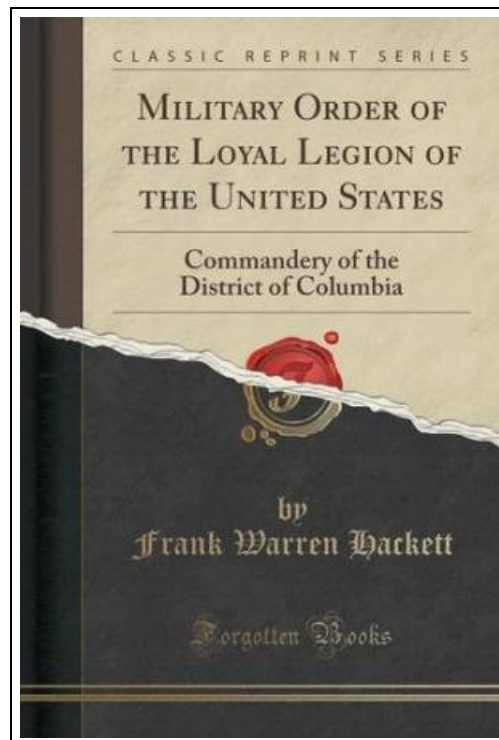 CLASSIC REPRINT SERIES
MILITARY ORDER OF
THE LOYAL LEGION OF
THE UNITED STATES
Commandery of the
District of Columbia
F
by
Frank Warren Hackett
Forgotten Books